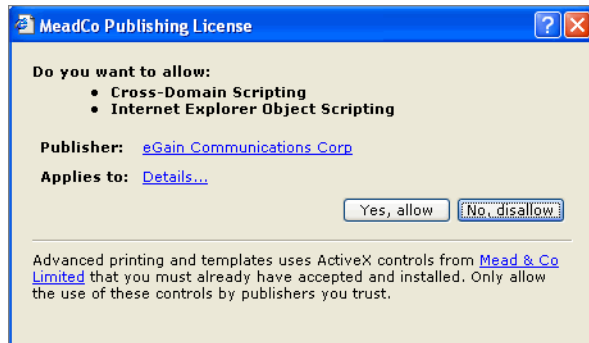 MeadCo Publishing License
Do you want to allow:
• Cross-Domain Scripting
• Internet Explorer Object Scripting
Publisher: eGain Communications Corp
Applies to: Details...
Yes, allow No, disallow
Advanced printing and templates uses ActiveX controls from Mead & Co
Limited that you must already have accepted and installed. Only allow
the use of these controls by publishers you trust.